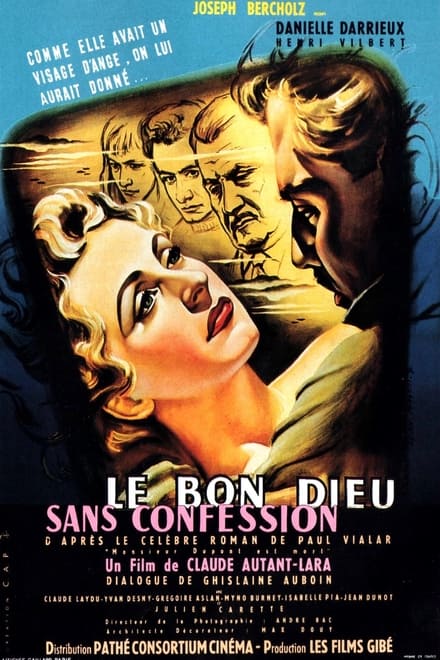 JOSEPH BERCHOLZ
DANIELLE DARRIEUX
HENRI VILBERT
COMME ELLE AVAIT UN
VISAGE D'ANGE, ON LUI
AURAIT DONNÉ...
LE BON DIEU
SANS CONFESSION
D'APRÈS LE CÉLÈBRE ROMAN DE PAUL VIALAR
"Monsieur Dupont est mort"
Un Film de CLAUDE AUTANT-LARA
DIALOGUE DE GHISLAINE AUBOIN
CLAUDE LAYDU-YVAN DESNY-GREGOIRE ASLAN-MYNO BURNEY-ISABELLE PIA-JEAN DUNOT
JULIEN CARETTE
Directeur de la Photographie: ANDRE BAC
Architecte Décorateur: MAX DOUY
Distribution PATHÉ CONSORTIUM CINÉMA - Production LES FILMS GIBÉ